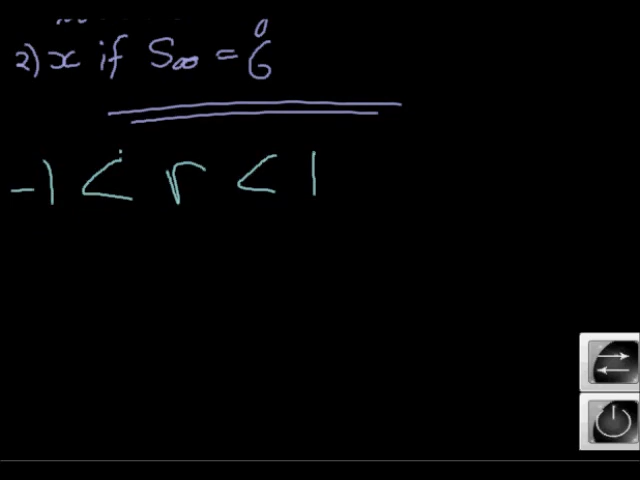 2) x if S∞ = 6
-1 < r < 1